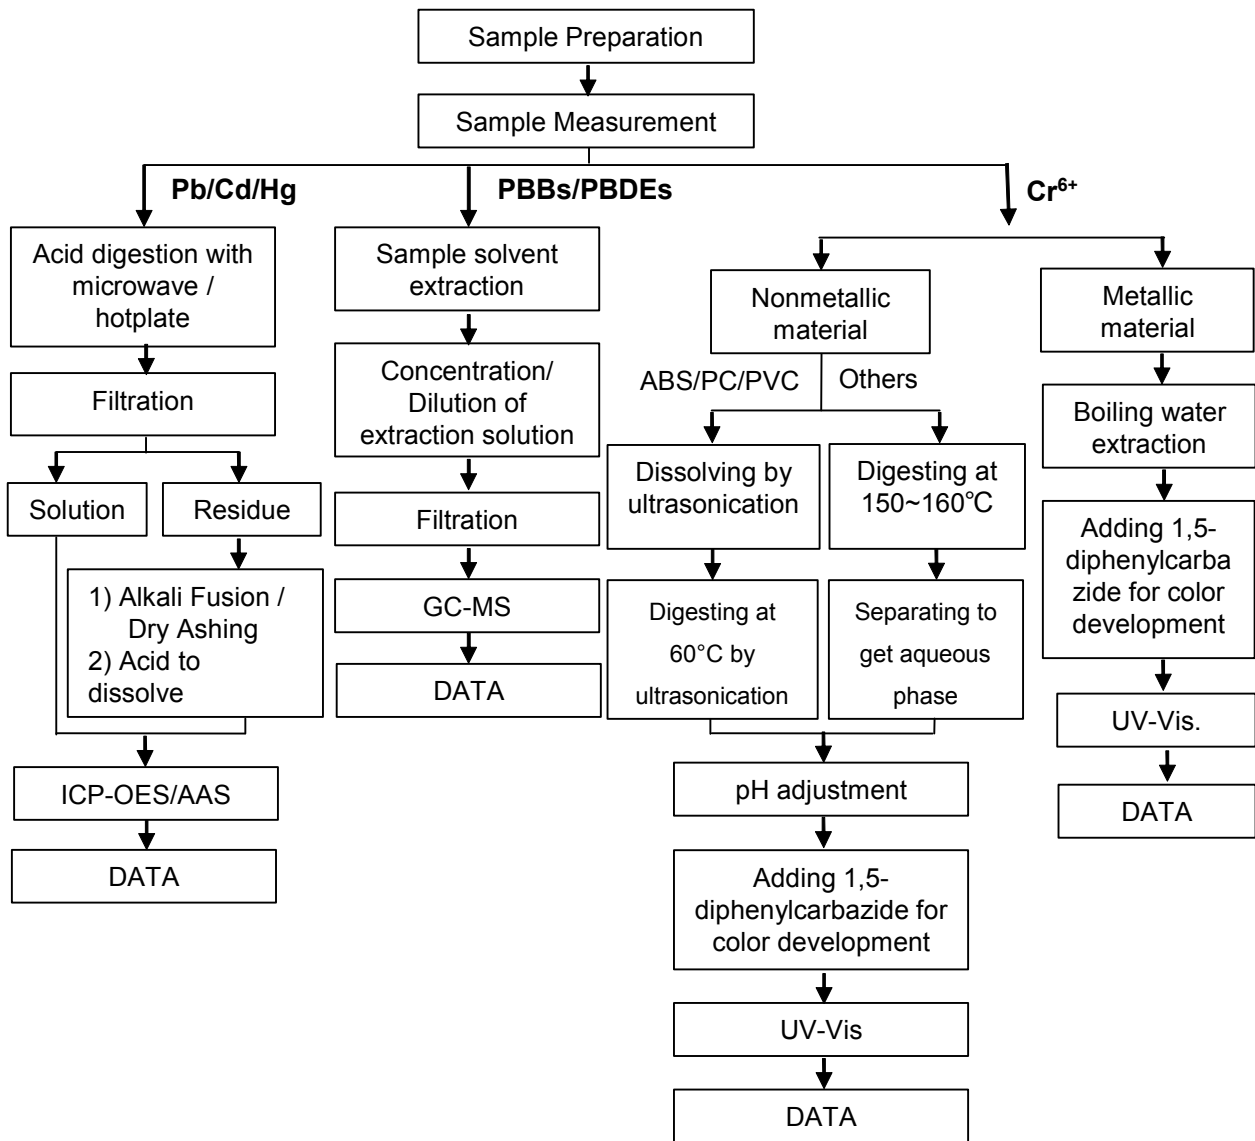 Sample Preparation
Sample Measurement
Pb/Cd/Hg
PBBs/PBDEs
Cr⁶⁺
Acid digestion with
microwave /
hotplate
Filtration
Solution
Residue
1) Alkali Fusion /
Dry Ashing
2) Acid to
dissolve
ICP-OES/AAS
DATA
Sample solvent
extraction
Concentration/
Dilution of
extraction solution
Filtration
GC-MS
DATA
Nonmetallic
material
ABS/PC/PVC
Others
Dissolving by
ultrasonication
Digesting at
60°C by
ultrasonication
Digesting at
150~160℃
Separating to
get aqueous
phase
pH adjustment
Adding 1,5-
diphenylcarbazide for
color development
UV-Vis
DATA
Metallic
material
Boiling water
extraction
Adding 1,5-
diphenylcarba
zide for color
development
UV-Vis.
DATA